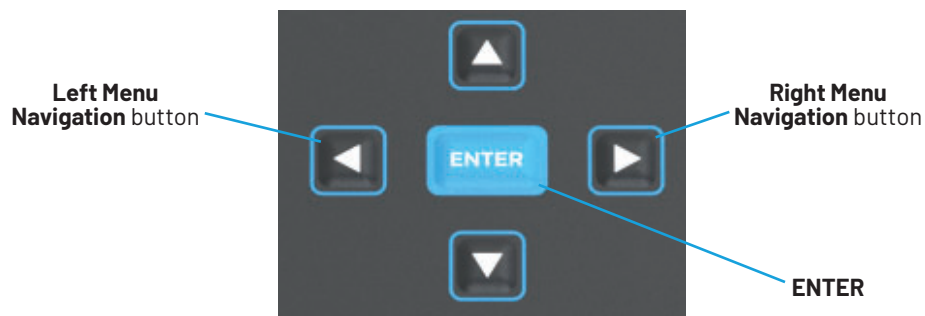 Left Menu
Navigation button
Right Menu
Navigation button
ENTER
ENTER